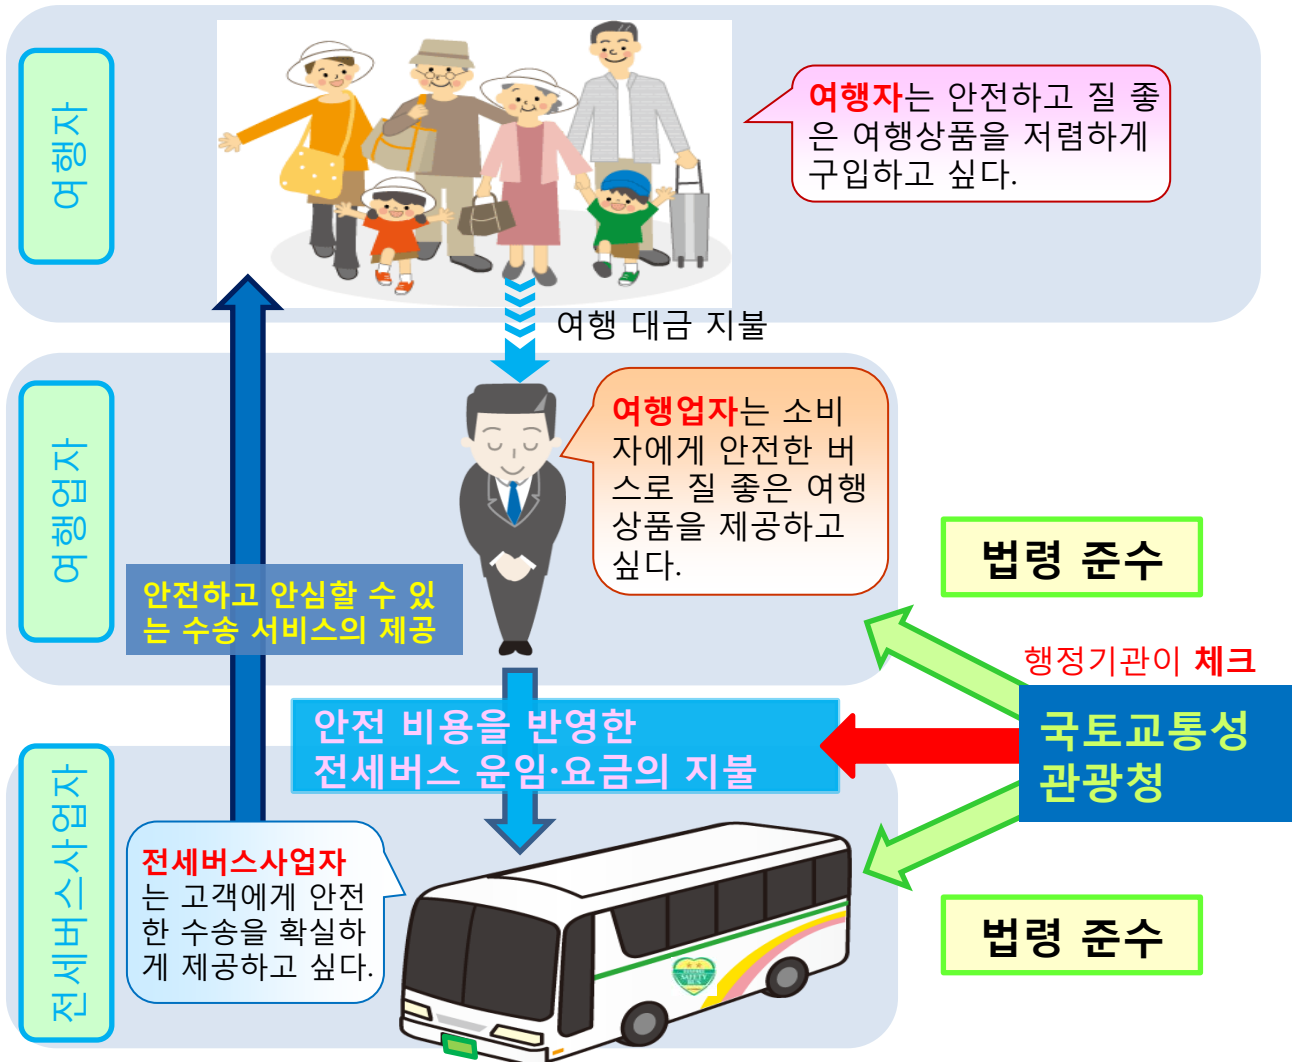 여행자
여행자는 안전하고 질 좋
은 여행상품을 저렴하게
구입하고 싶다.
여행 대금 지불
여행업자
여행업자는 소비
자에게 안전한 버
스로 질 좋은 여행
상품을 제공하고
싶다.
안전하고 안심할 수 있
는 수송 서비스의 제공
법령 준수
행정기관이 체크
국토교통성
관광청
안전 비용을 반영한
전세버스 운임·요금의 지불
전세버스사업자
전세버스사업자
는 고객에게 안전
한 수송을 확실하
게 제공하고 싶다.
SAFETY
BUS
법령 준수